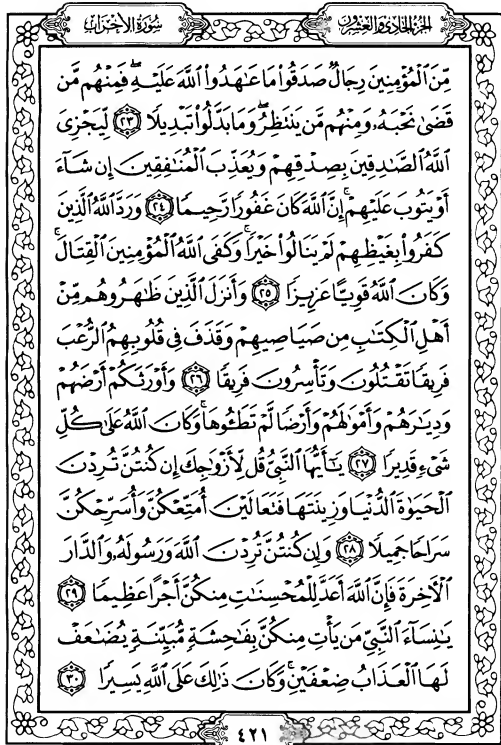 الجزء الحادي والعشرون
سورة الأحزاب
مِّنَ ٱلْمُؤْمِنِينَ رِجَالٌ صَدَقُوا۟ مَا عَٰهَدُوا۟ ٱللَّهَ عَلَيْهِ ۖ فَمِنْهُم مَّن
قَضَىٰ نَحْبَهُۥ وَمِنْهُم مَّن يَنتَظِرُ ۖ وَمَا بَدَّلُوا۟ تَبْدِيلًا ٢٣ لِّيَجْزِىَ
ٱللَّهُ ٱلصَّٰدِقِينَ بِصِدْقِهِمْ وَيُعَذِّبَ ٱلْمُنَٰفِقِينَ إِن شَآءَ
أَوْ يَتُوبَ عَلَيْهِمْ ۚ إِنَّ ٱللَّهَ كَانَ غَفُورًا رَّحِيمًا ٢٤ وَرَدَّ ٱللَّهُ ٱلَّذِينَ
كَفَرُوا۟ بِغَيْظِهِمْ لَمْ يَنَالُوا۟ خَيْرًا ۚ وَكَفَى ٱللَّهُ ٱلْمُؤْمِنِينَ ٱلْقِتَالَ ۚ
وَكَانَ ٱللَّهُ قَوِيًّا عَزِيزًا ٢٥ وَأَنزَلَ ٱلَّذِينَ ظَٰهَرُوهُم مِّنْ
أَهْلِ ٱلْكِتَٰبِ مِن صَيَاصِيهِمْ وَقَذَفَ فِى قُلُوبِهِمُ ٱلرُّعْبَ
فَرِيقًا تَقْتُلُونَ وَتَأْسِرُونَ فَرِيقًا ٢٦ وَأَوْرَثَكُمْ أَرْضَهُمْ
وَدِيَٰرَهُمْ وَأَمْوَٰلَهُمْ وَأَرْضًا لَّمْ تَطَـُٔوهَا ۚ وَكَانَ ٱللَّهُ عَلَىٰ كُلِّ
شَىْءٍ قَدِيرًا ٢٧ يَٰٓأَيُّهَا ٱلنَّبِىُّ قُل لِّأَزْوَٰجِكَ إِن كُنتُنَّ تُرِدْنَ
ٱلْحَيَوٰةَ ٱلدُّنْيَا وَزِينَتَهَا فَتَعَالَيْنَ أُمَتِّعْكُنَّ وَأُسَرِّحْكُنَّ
سَرَاحًا جَمِيلًا ٢٨ وَإِن كُنتُنَّ تُرِدْنَ ٱللَّهَ وَرَسُولَهُۥ وَٱلدَّارَ
ٱلْـَٔاخِرَةَ فَإِنَّ ٱللَّهَ أَعَدَّ لِلْمُحْسِنَٰتِ مِنكُنَّ أَجْرًا عَظِيمًا ٢٩
يَٰنِسَآءَ ٱلنَّبِىِّ مَن يَأْتِ مِنكُنَّ بِفَٰحِشَةٍ مُّبَيِّنَةٍ يُضَٰعَفْ
لَهَا ٱلْعَذَابُ ضِعْفَيْنِ ۚ وَكَانَ ذَٰلِكَ عَلَى ٱللَّهِ يَسِيرًا ٣٠
٤٢١